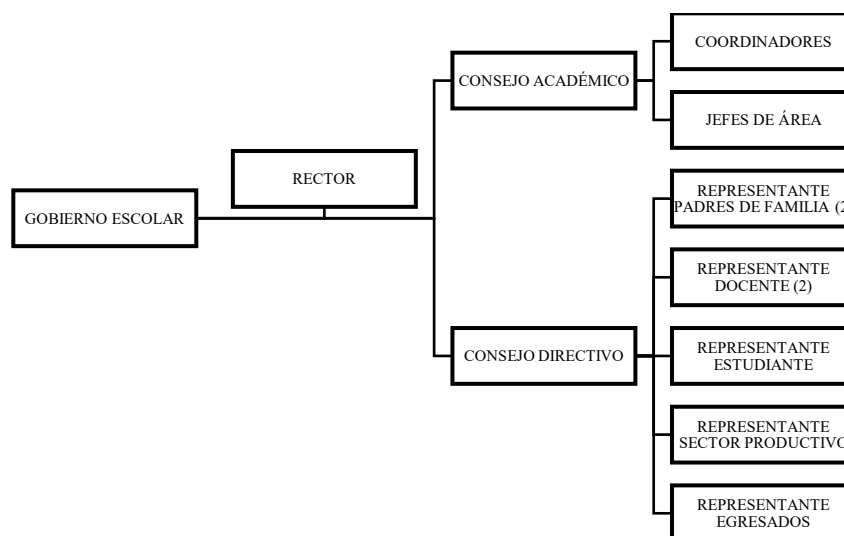 GOBIERNO ESCOLAR
RECTOR
CONSEJO ACADÉMICO
COORDINADORES
JEFES DE ÁREA
CONSEJO DIRECTIVO
REPRESENTANTE
PADRES DE FAMILIA (2
REPRESENTANTE
DOCENTE (2)
REPRESENTANTE
ESTUDIANTE
REPRESENTANTE
SECTOR PRODUCTIVO
REPRESENTANTE
EGRESADOS